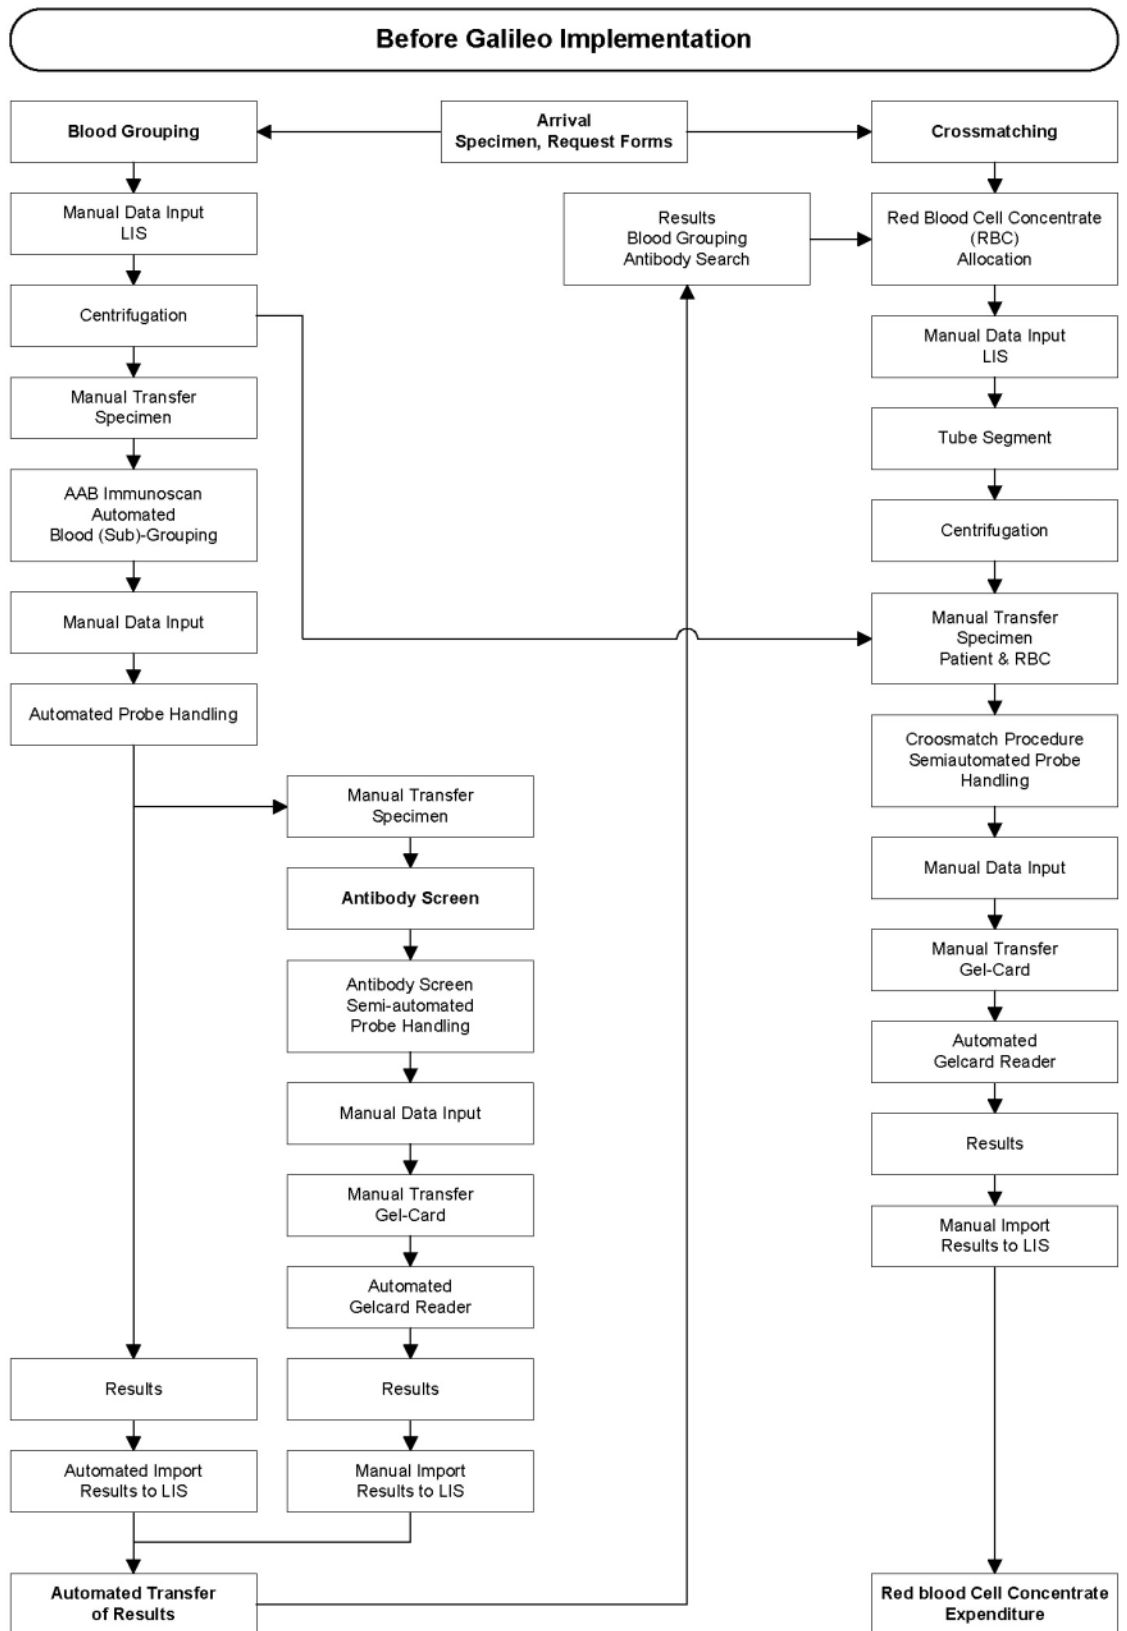 Before Galileo Implementation
Blood Grouping
Arrival
Specimen, Request Forms
Crossmatching
Manual Data Input
LIS
Results
Blood Grouping
Antibody Search
Red Blood Cell Concentrate
(RBC)
Allocation
Centrifugation
Manual Data Input
LIS
Manual Transfer
Specimen
Tube Segment
AAB Immunoscan
Automated
Blood (Sub)-Grouping
Centrifugation
Manual Data Input
Manual Transfer
Specimen
Patient & RBC
Automated Probe Handling
Croosmatch Procedure
Semiautomated Probe
Handling
Manual Transfer
Specimen
Manual Data Input
Antibody Screen
Manual Transfer
Gel-Card
Antibody Screen
Semi-automated
Probe Handling
Automated
Gelcard Reader
Manual Data Input
Results
Manual Transfer
Gel-Card
Manual Import
Results to LIS
Automated
Gelcard Reader
Results
Results
Automated Import
Results to LIS
Manual Import
Results to LIS
Automated Transfer
of Results
Red blood Cell Concentrate
Expenditure